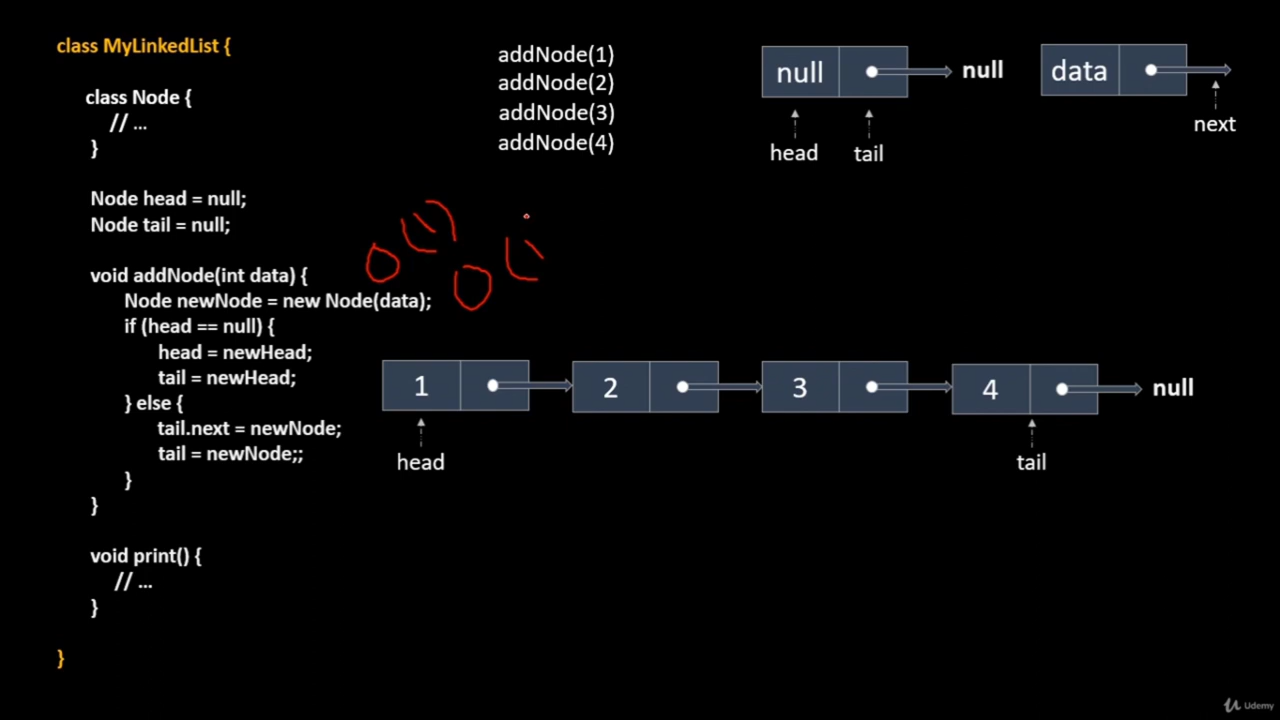 class MyLinkedList {
class Node {
// ...
}
Node head = null;
Node tail = null;
void addNode(int data) {
Node newNode = new Node(data);
if (head == null) {
head = newHead;
tail = newHead;
} else {
tail.next = newNode;
tail = newNode;;
}
}
void print() {
// ...
}
}
addNode(1)
addNode(2)
addNode(3)
addNode(4)
null null
head tail
data
next
1 2 3 4 null
head tail
Udemy